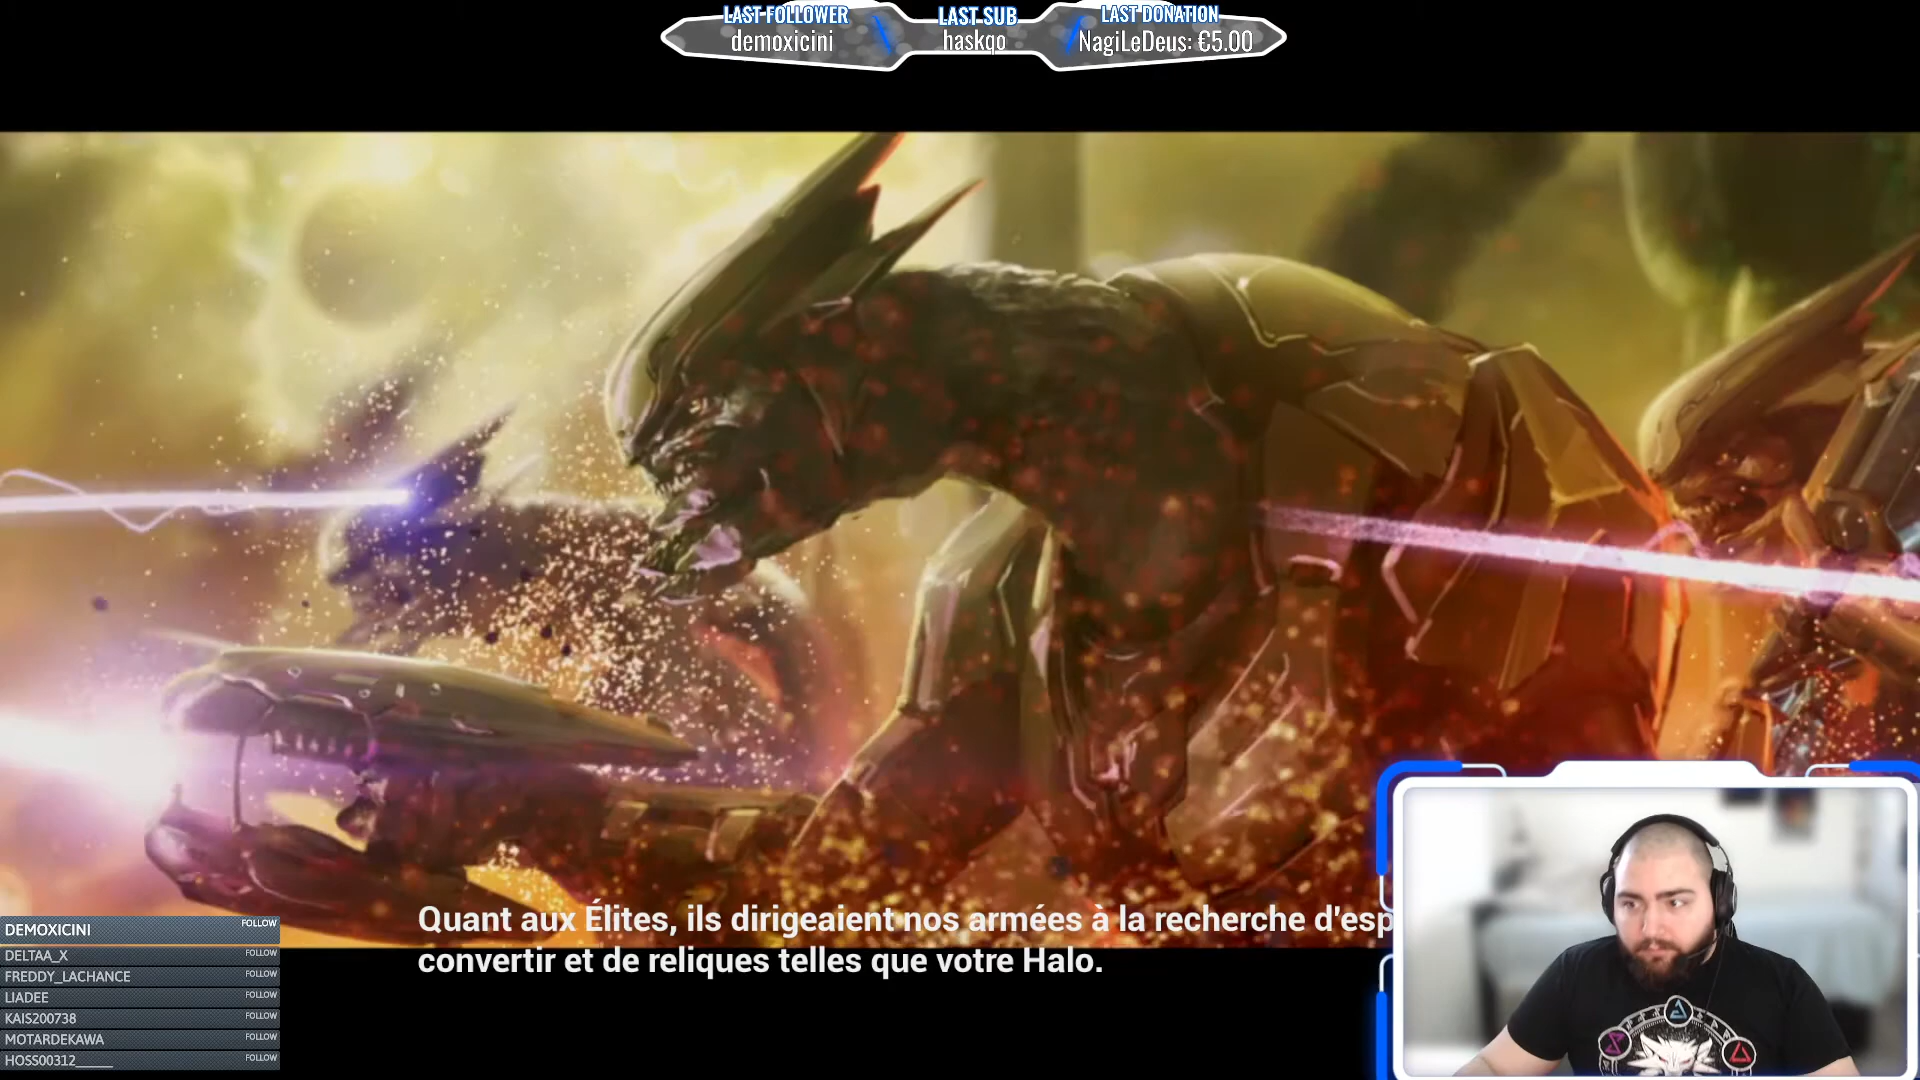 LAST FOLLOWER
demoxicini
LAST SUB
haskqo
LAST DONATION
NagiLeDeus: €5.00
Quant aux Élites, ils dirigeaient nos armées à la recherche d'esp
convertir et de reliques telles que votre Halo.
DEMOXICINI FOLLOW
DELTAA_X FOLLOW
FREDDY_LACHANCE FOLLOW
LIADEE FOLLOW
KAIS200738 FOLLOW
MOTARDEKAWA FOLLOW
HOSS00312_____ FOLLOW